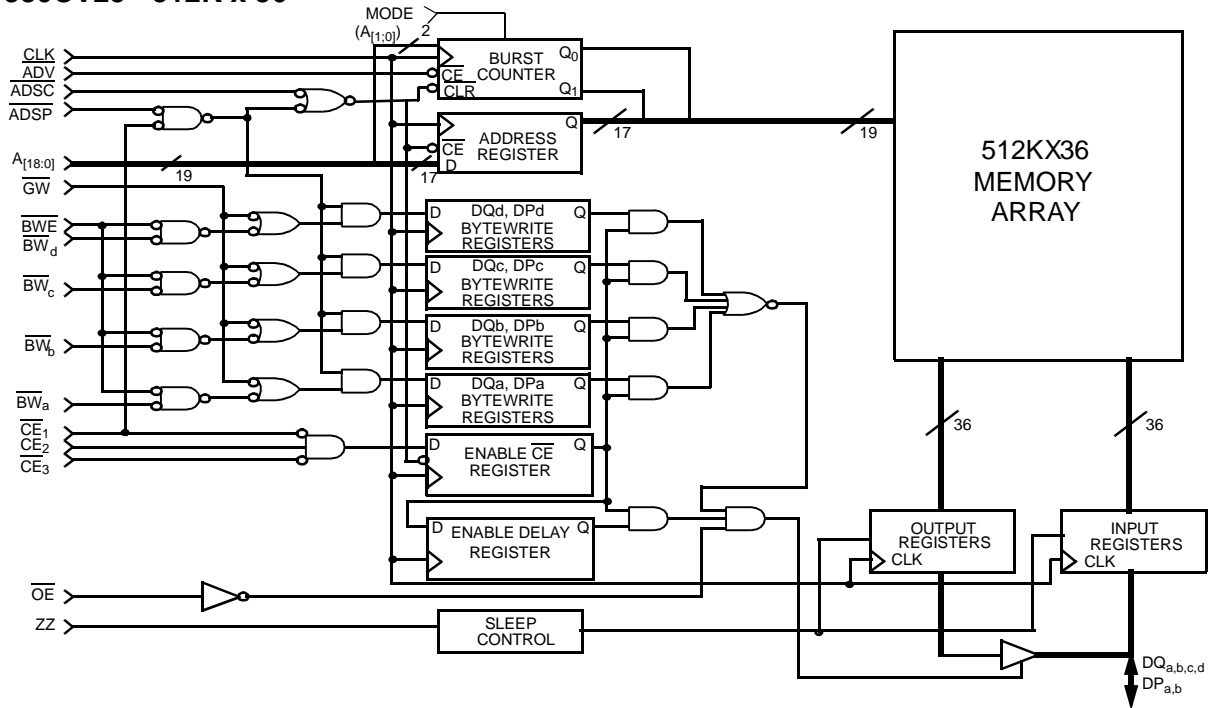 512K x 36
MODE
(A[1;0])
2
CLK
ADV
ADSC
ADSP
A[18:0]
19
17
GW
BWE
BWd
BWc
BWb
BWa
CE1
CE2
CE3
OE
ZZ
BURST
COUNTER
CE
CLR
Q0
Q1
ADDRESS
REGISTER
CE
D
Q
17
19
512KX36
MEMORY
ARRAY
D
DQd, DPd
Q
BYTEWRITE
REGISTERS
D
DQc, DPc
Q
BYTEWRITE
REGISTERS
D
DQb, DPb
Q
BYTEWRITE
REGISTERS
D
DQa, DPa
Q
BYTEWRITE
REGISTERS
D
ENABLE CE
Q
REGISTER
D
ENABLE DELAY
Q
REGISTER
SLEEP
CONTROL
36
36
OUTPUT
REGISTERS
CLK
INPUT
REGISTERS
CLK
DQa,b,c,d
DPa,b